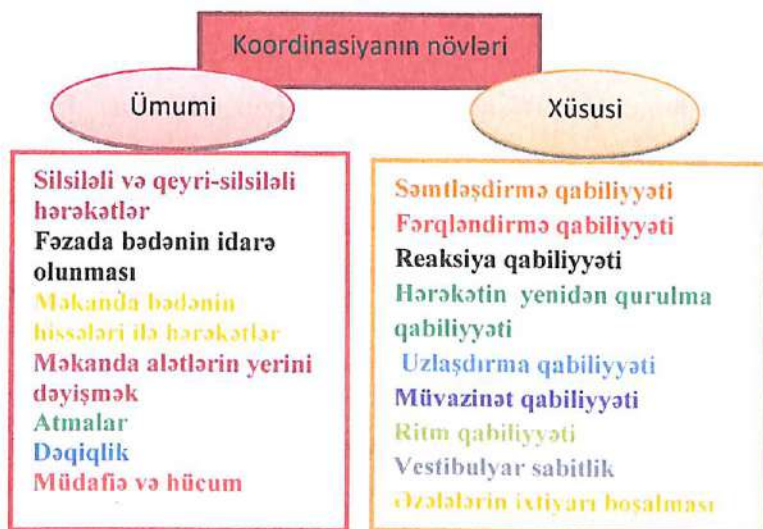 Koordinasiyanın növləri
Ümumi
Xüsusi
Silsiləli və qeyri-silsiləli
hərəkətlər
Fəzada bədənin idarə
olunması
Məkanda bədənin
hissələri ilə hərəkətlər
Məkanda alətlərin yerini
dəyişmək
Atmalar
Dəqiqlik
Müdafiə və hücum
Səmtləşdirmə qabiliyyəti
Fərqləndirmə qabiliyyəti
Reaksiya qabiliyyəti
Hərəkətin yenidən qurulma
qabiliyyəti
Uzlaşdırma qabiliyyəti
Müvazinət qabiliyyəti
Ritm qabiliyyəti
Vestibulyar sabitlik
Əzələlərin ixtiyarı boşalması